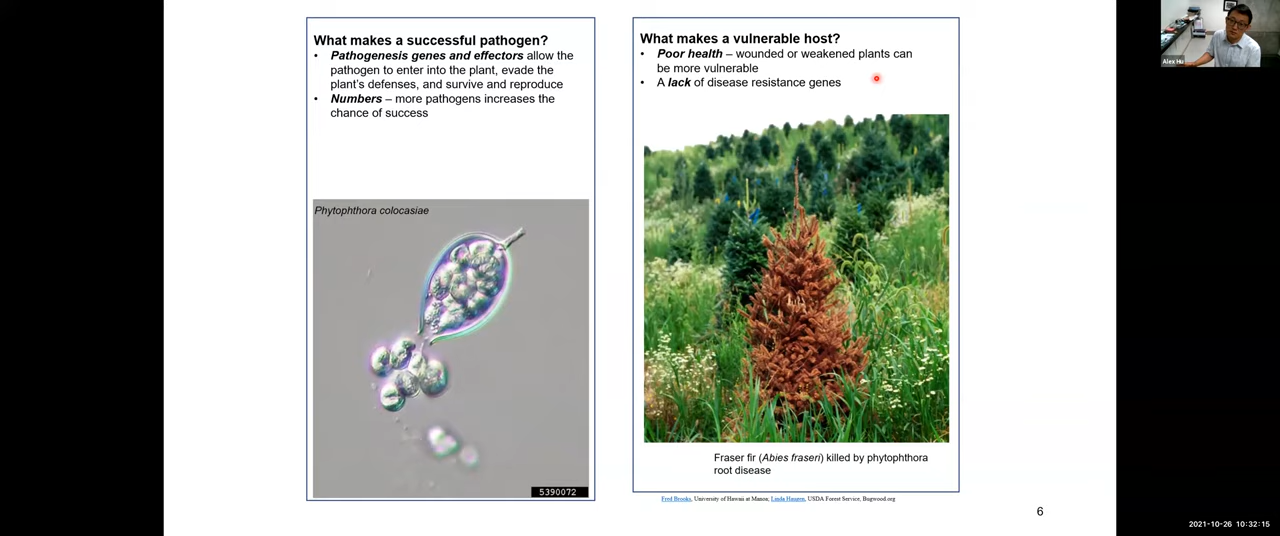 What makes a successful pathogen?
• Pathogenesis genes and effectors allow the
pathogen to enter into the plant, evade the
plant's defenses, and survive and reproduce
• Numbers – more pathogens increases the
chance of success
Phytophthora colocasiae
5390072
What makes a vulnerable host?
• Poor health – wounded or weakened plants can
be more vulnerable
• A lack of disease resistance genes
Fraser fir (Abies fraseri) killed by phytophthora
root disease
Fred Brooks, University of Hawaii at Manoa; Linda Haugen, USDA Forest Service, Bugwood.org
6
Alex Hu
2021-10-26 10:32:15